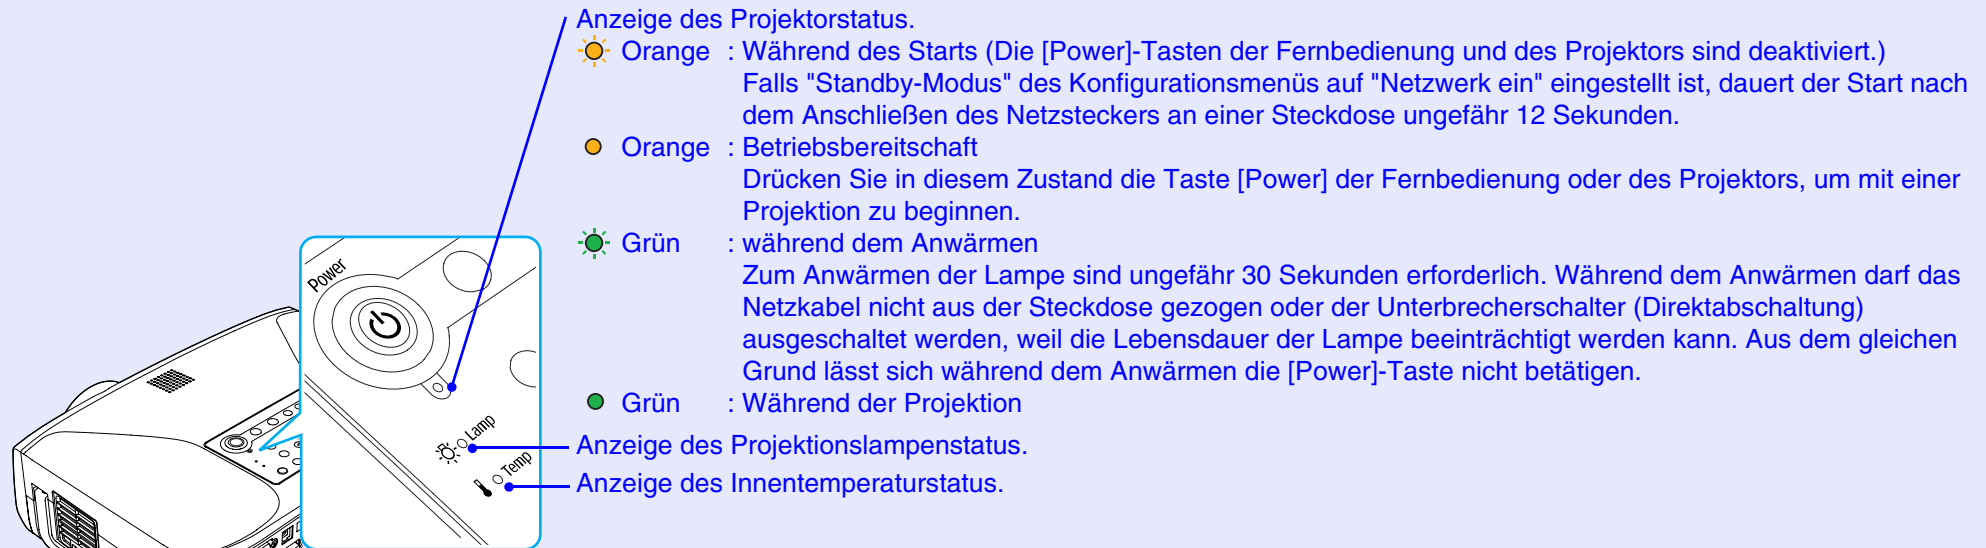 Anzeige des Projektorstatus.
Orange : Während des Starts (Die [Power]-Tasten der Fernbedienung und des Projektors sind deaktiviert.)
Falls "Standby-Modus" des Konfigurationsmenüs auf "Netzwerk ein" eingestellt ist, dauert der Start nach
dem Anschließen des Netzsteckers an einer Steckdose ungefähr 12 Sekunden.
Orange : Betriebsbereitschaft
Drücken Sie in diesem Zustand die Taste [Power] der Fernbedienung oder des Projektors, um mit einer
Projektion zu beginnen.
Grün : während dem Anwärmen
Zum Anwärmen der Lampe sind ungefähr 30 Sekunden erforderlich. Während dem Anwärmen darf das
Netzkabel nicht aus der Steckdose gezogen oder der Unterbrecherschalter (Direktabschaltung)
ausgeschaltet werden, weil die Lebensdauer der Lampe beeinträchtigt werden kann. Aus dem gleichen
Grund lässt sich während dem Anwärmen die [Power]-Taste nicht betätigen.
Grün : Während der Projektion
Anzeige des Projektionslampenstatus.
Anzeige des Innentemperaturstatus.
Power
Lamp
Temp